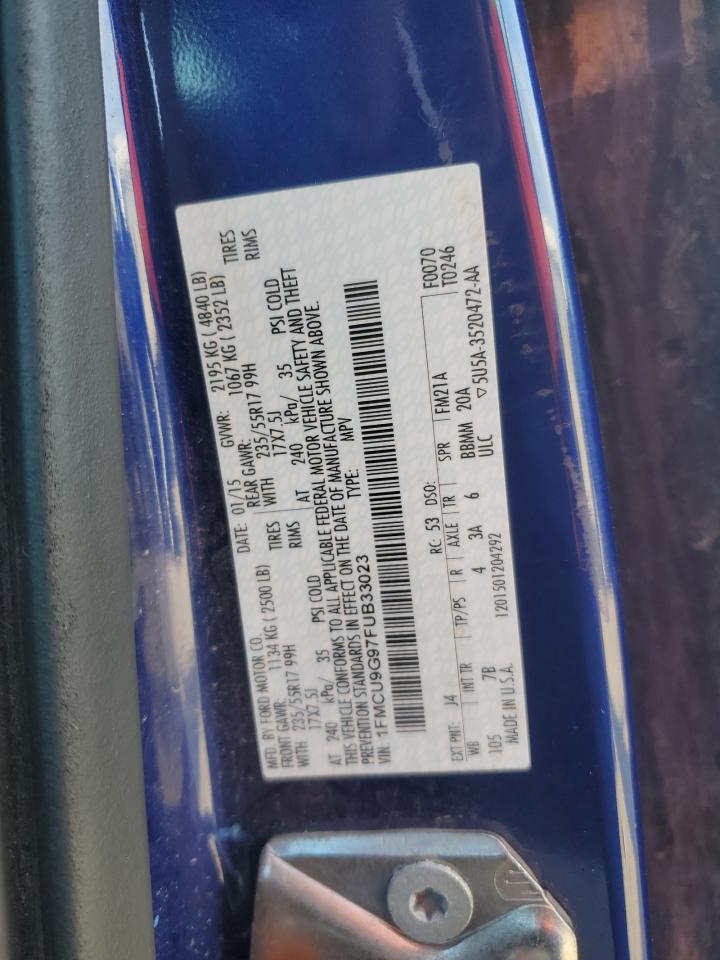 MFD. BY FORD MOTOR CO. DATE: 01/15 GVWR: 2195 KG ( 4840 LB)
FRONT GAWR: 1134 KG ( 2500 LB) REAR GAWR: 1067 KG ( 2352 LB)
WITH 235/55R17 99H TIRES WITH 235/55R17 99H TIRES
17X7.5J RIMS 17X7.5J RIMS
AT 240 kPa/ 35 PSI COLD AT 240 kPa/ 35 PSI COLD
THIS VEHICLE CONFORMS TO ALL APPLICABLE FEDERAL MOTOR VEHICLE SAFETY AND THEFT
PREVENTION STANDARDS IN EFFECT ON THE DATE OF MANUFACTURE SHOWN ABOVE.
VIN: 1FMCU9G97FUB33023 TYPE: MPV
EXT PNT: J4 RC: 53 DSO: F0070
WB INT TR TP/PS R AXLE TR SPR FM21A T0246
105 7B 4 3A 6 BBMM 20A
MADE IN U.S.A. 1201501204292 ULC ▽5U5A-3520472-AA